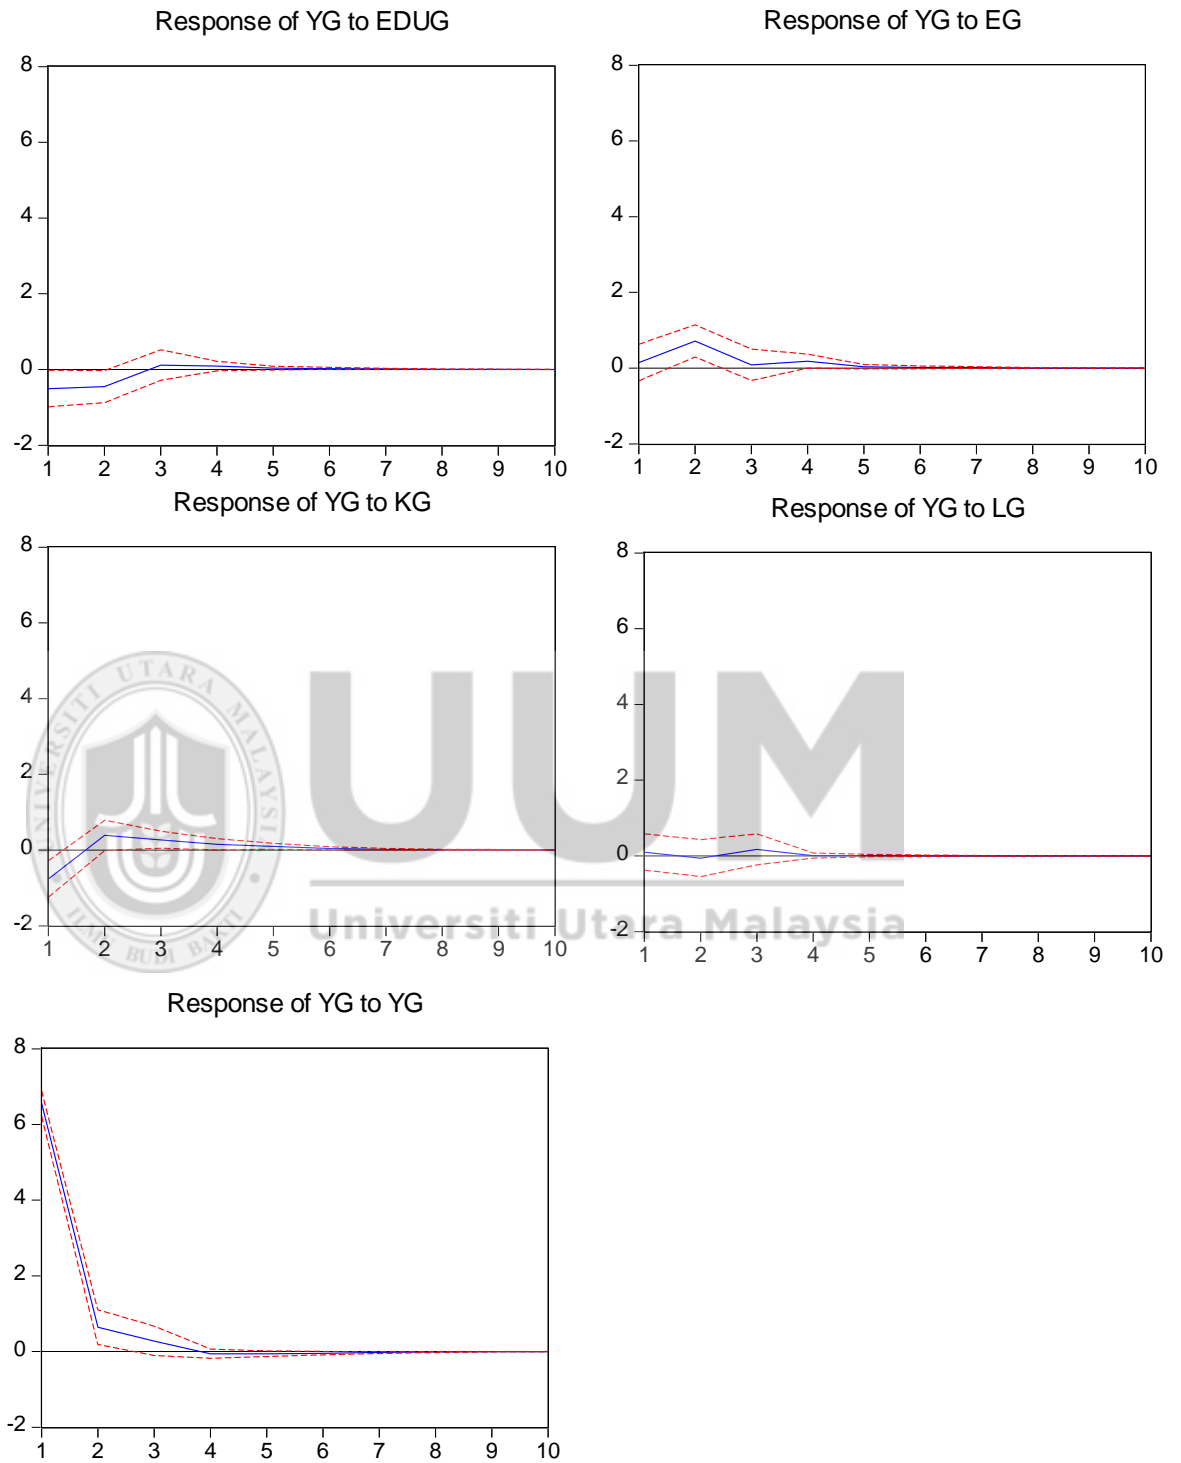 Response of YG to EDUG
8
6
4
2
0
-2
1 2 3 4 5 6 7 8 9 10
Response of YG to EG
8
6
4
2
0
-2
1 2 3 4 5 6 7 8 9 10
Response of YG to KG
8
6
4
2
0
-2
1 2 3 4 5 6 7 8 9 10
Response of YG to LG
8
6
4
2
0
-2
1 2 3 4 5 6 7 8 9 10
UNIVERSITI UTARA MALAYSIA
ILMU BUDI BAKTI
UUM
Universiti Utara Malaysia
Response of YG to YG
8
6
4
2
0
-2
1 2 3 4 5 6 7 8 9 10